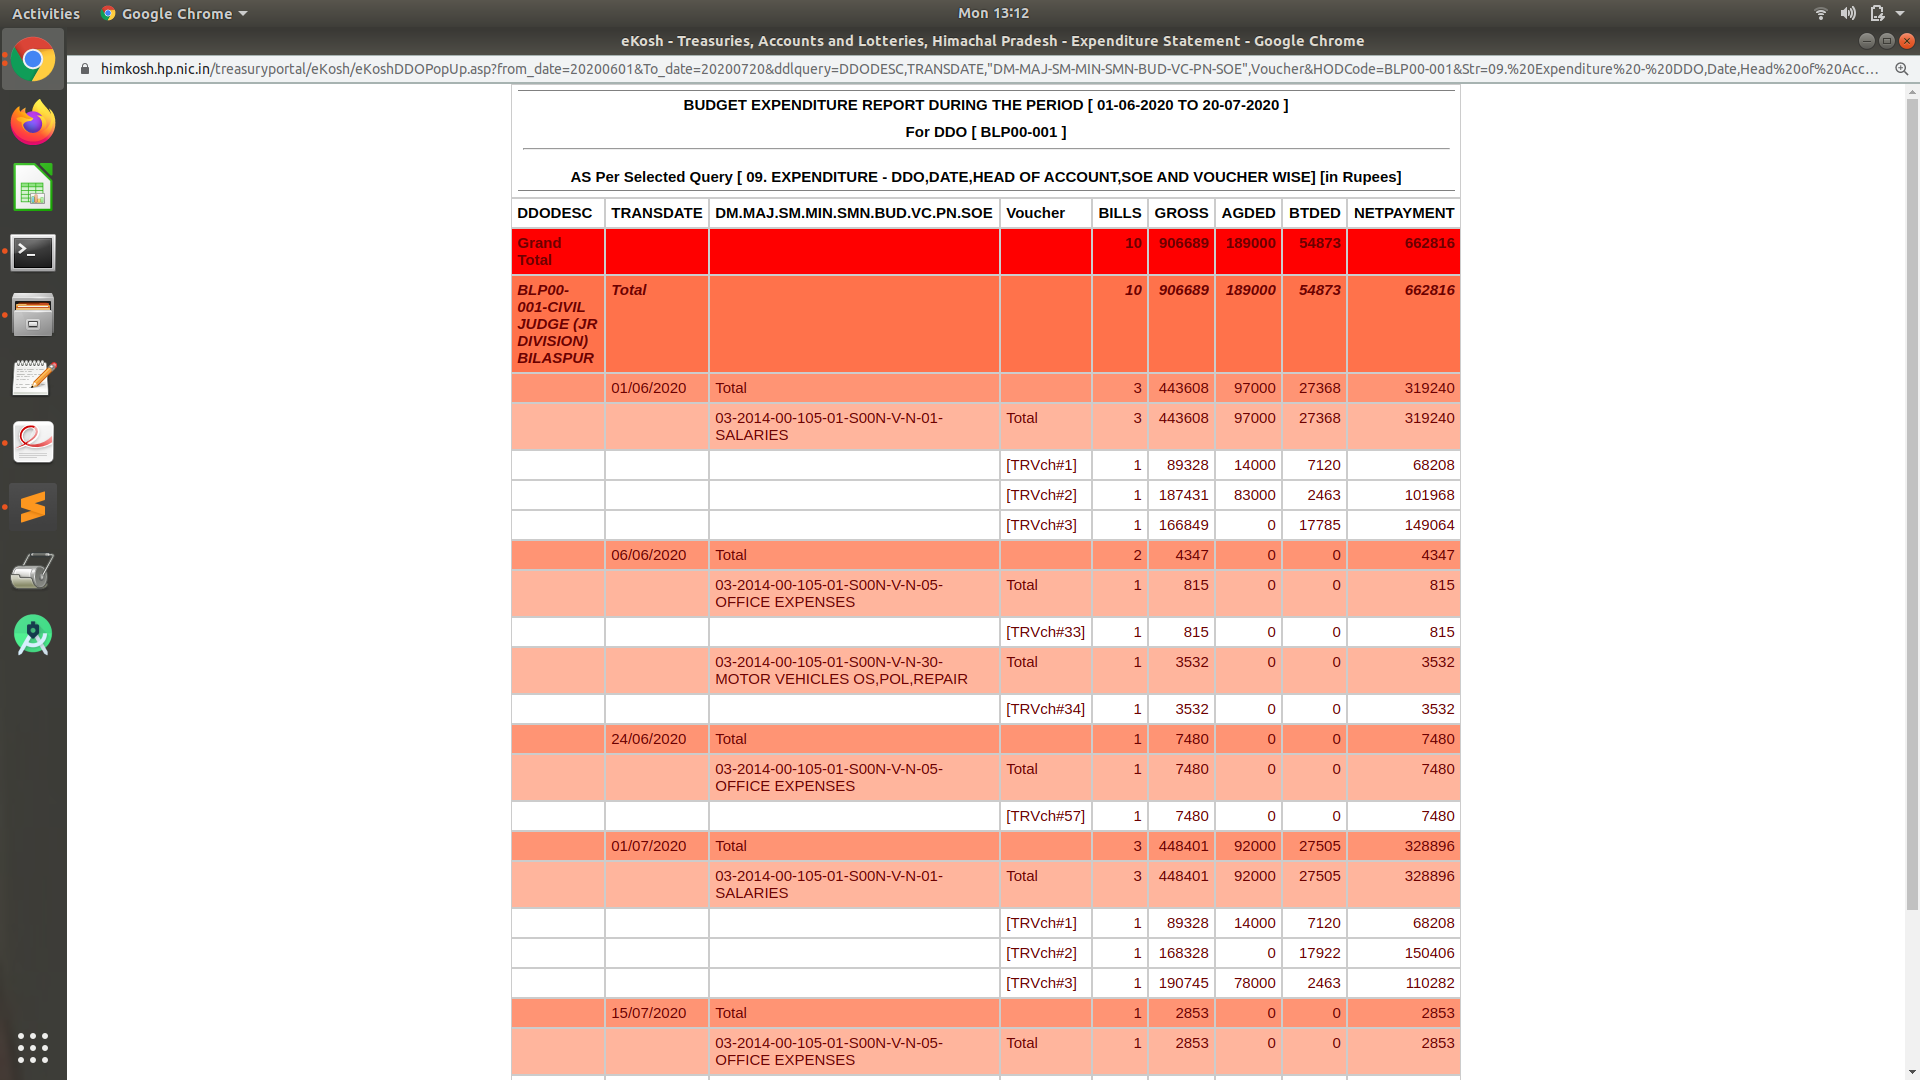 Activities Google Chrome Mon 13:12
eKosh - Treasuries, Accounts and Lotteries, Himachal Pradesh - Expenditure Statement - Google Chrome
himkosh.hp.nic.in/treasuryportal/eKosh/eKoshDDOPopUp.asp?from_date=20200601&To_date=20200720&ddlquery=DDODESC,TRANSDATE,"DM-MAJ-SM-MIN-SMN-BUD-VC-PN-SOE",Voucher&HODCode=BLP00-001&Str=09.%20Expenditure%20-%20DDO,Date,Head%20of%20Acc...
BUDGET EXPENDITURE REPORT DURING THE PERIOD [ 01-06-2020 TO 20-07-2020 ]
For DDO [ BLP00-001 ]
AS Per Selected Query [ 09. EXPENDITURE - DDO,DATE,HEAD OF ACCOUNT,SOE AND VOUCHER WISE] [in Rupees]
DDODESC TRANSDATE DM.MAJ.SM.MIN.SMN.BUD.VC.PN.SOE Voucher BILLS GROSS AGDED BTDED NETPAYMENT
Grand 10 906689 189000 54873 662816
Total
BLP00- Total 10 906689 189000 54873 662816
001-CIVIL
JUDGE (JR
DIVISION)
BILASPUR
01/06/2020 Total 3 443608 97000 27368 319240
03-2014-00-105-01-S00N-V-N-01- Total 3 443608 97000 27368 319240
SALARIES
[TRVch#1] 1 89328 14000 7120 68208
[TRVch#2] 1 187431 83000 2463 101968
[TRVch#3] 1 166849 0 17785 149064
06/06/2020 Total 2 4347 0 0 4347
03-2014-00-105-01-S00N-V-N-05- Total 1 815 0 0 815
OFFICE EXPENSES
[TRVch#33] 1 815 0 0 815
03-2014-00-105-01-S00N-V-N-30- Total 1 3532 0 0 3532
MOTOR VEHICLES OS,POL,REPAIR
[TRVch#34] 1 3532 0 0 3532
24/06/2020 Total 1 7480 0 0 7480
03-2014-00-105-01-S00N-V-N-05- Total 1 7480 0 0 7480
OFFICE EXPENSES
[TRVch#57] 1 7480 0 0 7480
01/07/2020 Total 3 448401 92000 27505 328896
03-2014-00-105-01-S00N-V-N-01- Total 3 448401 92000 27505 328896
SALARIES
[TRVch#1] 1 89328 14000 7120 68208
[TRVch#2] 1 168328 0 17922 150406
[TRVch#3] 1 190745 78000 2463 110282
15/07/2020 Total 1 2853 0 0 2853
03-2014-00-105-01-S00N-V-N-05- Total 1 2853 0 0 2853
OFFICE EXPENSES